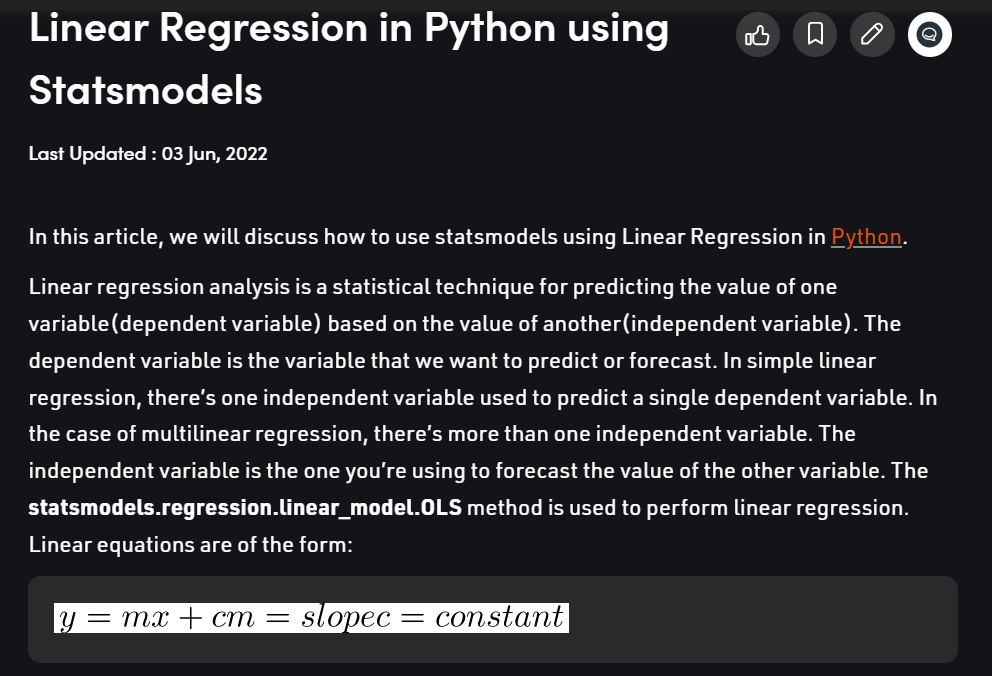 Linear Regression in Python using
Statsmodels
Last Updated : 03 Jun, 2022
In this article, we will discuss how to use statsmodels using Linear Regression in Python.
Linear regression analysis is a statistical technique for predicting the value of one
variable(dependent variable) based on the value of another(independent variable). The
dependent variable is the variable that we want to predict or forecast. In simple linear
regression, there's one independent variable used to predict a single dependent variable. In
the case of multilinear regression, there's more than one independent variable. The
independent variable is the one you're using to forecast the value of the other variable. The
statsmodels.regression.linear_model.OLS method is used to perform linear regression.
Linear equations are of the form:
y = mx + cm = slopec = constant